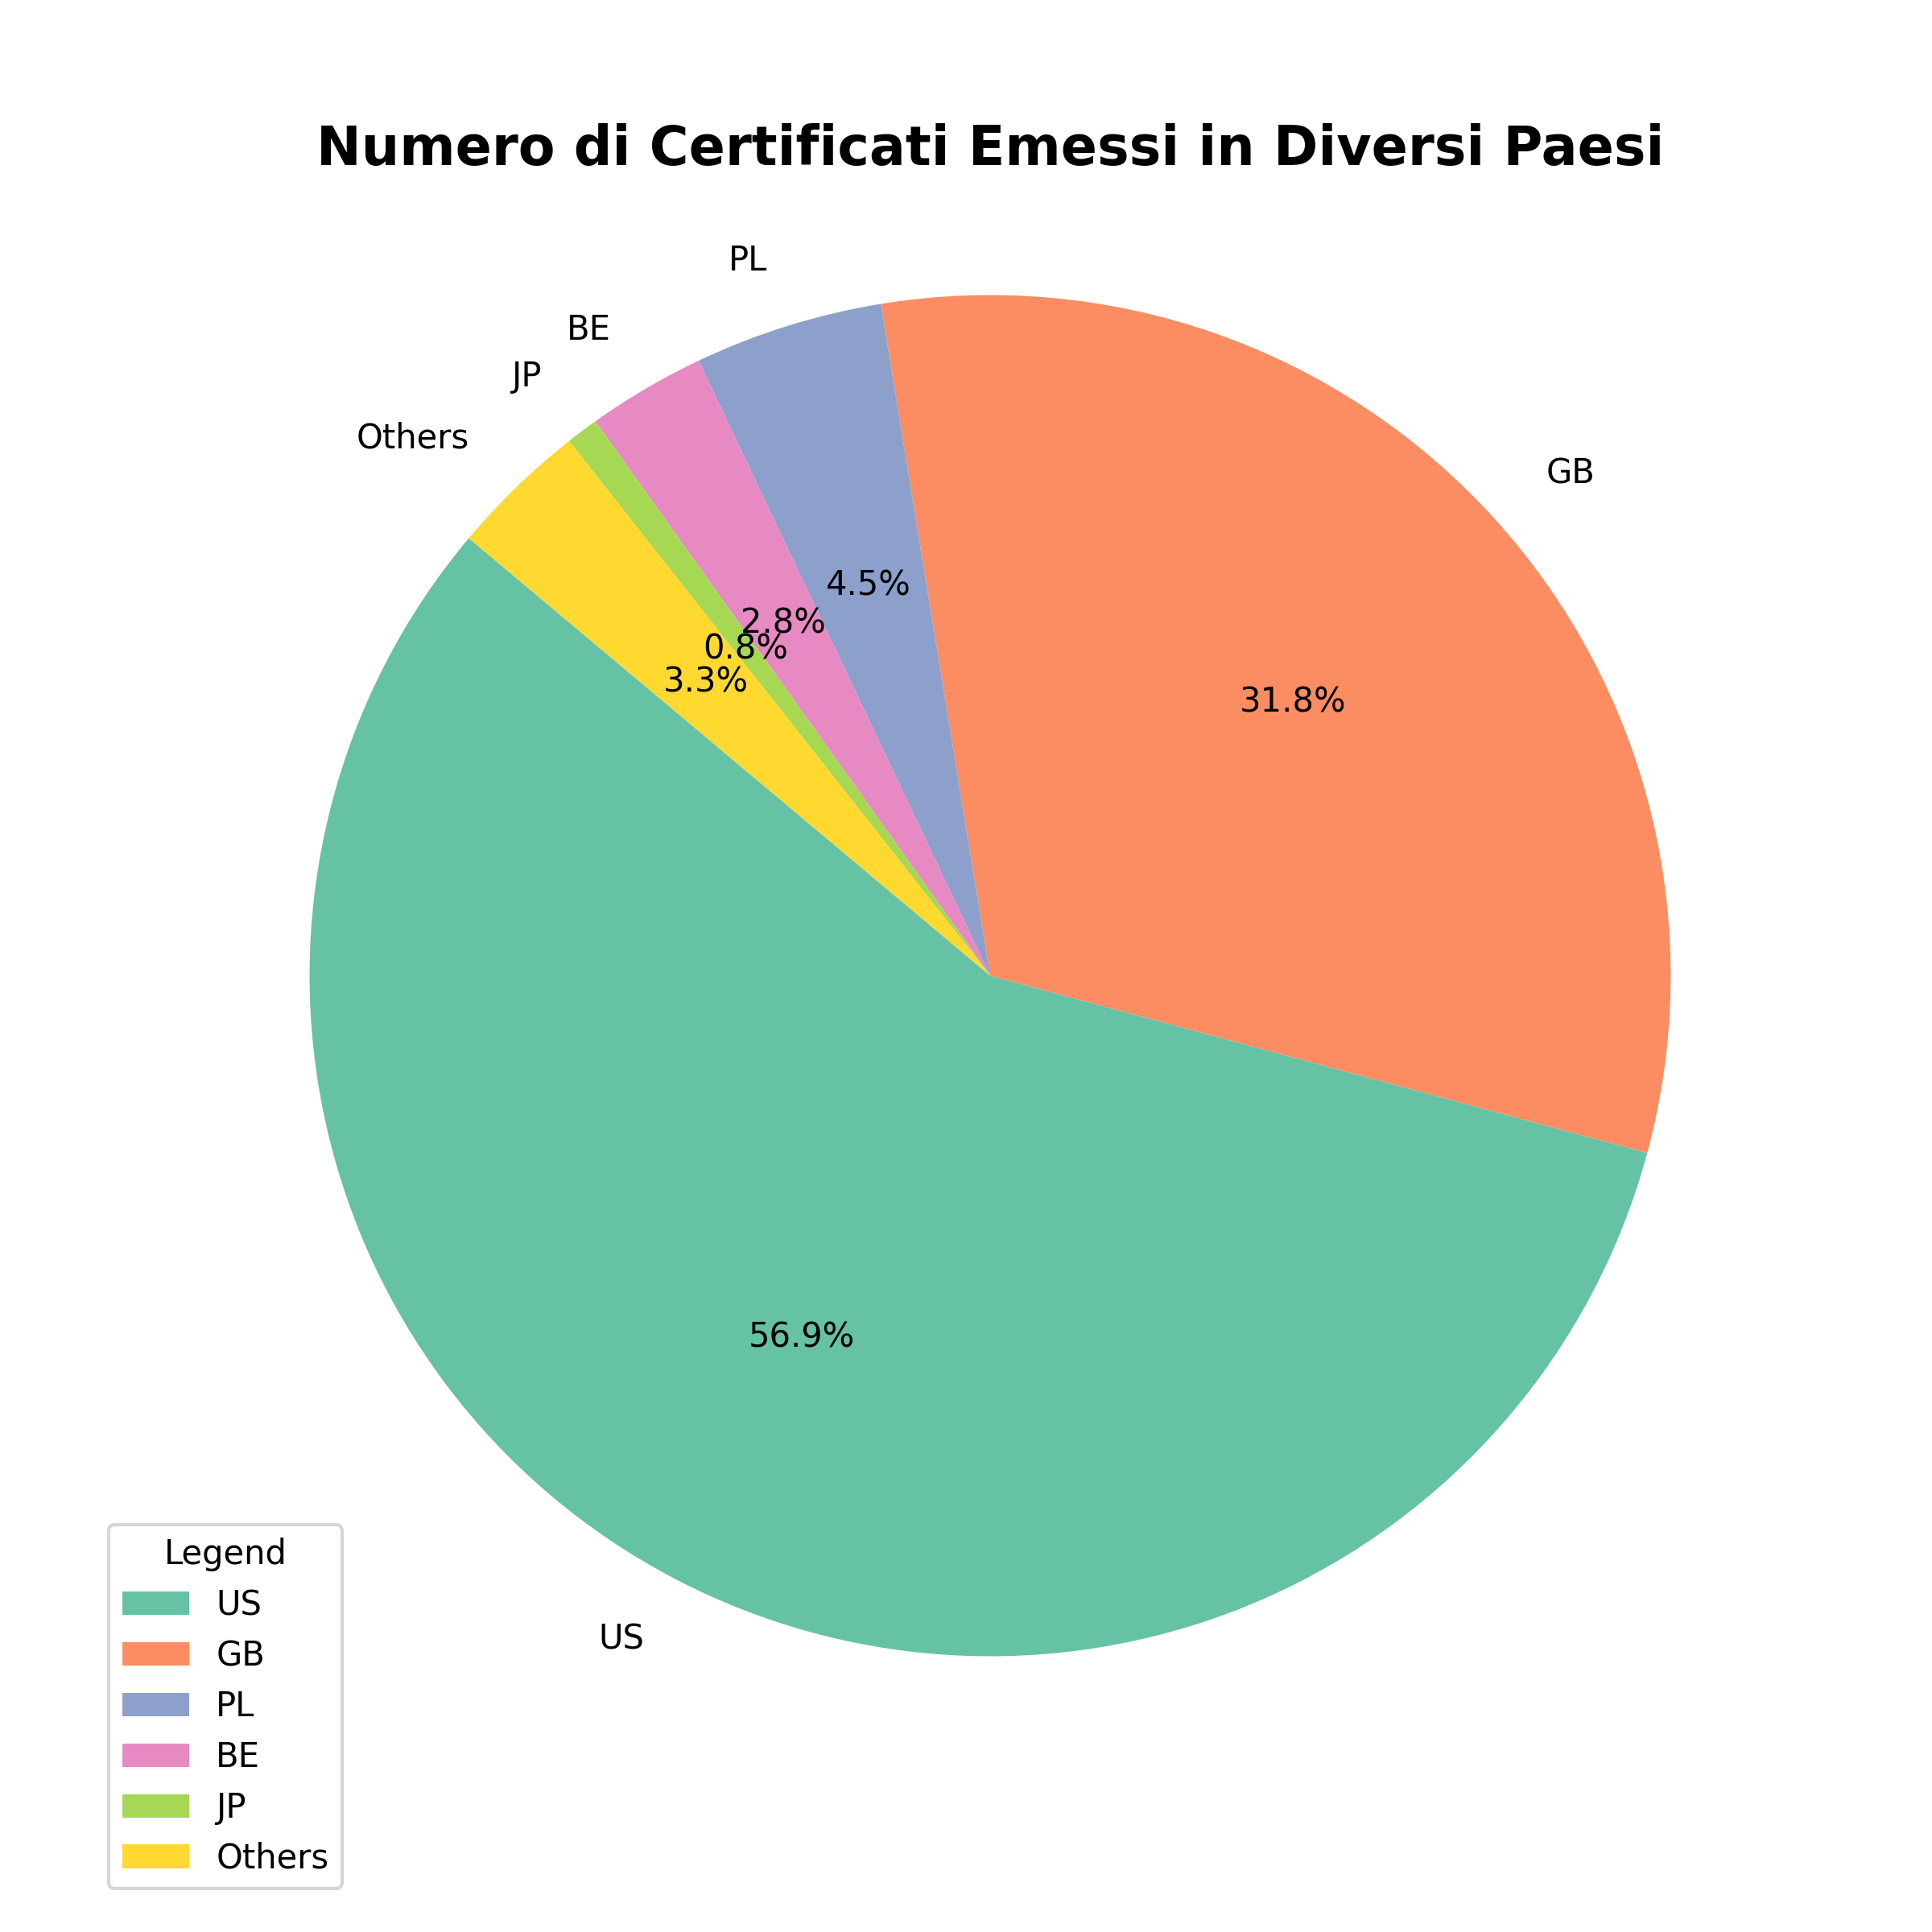 Numero di Certificati Emessi in Diversi Paesi
PL
BE
JP
Others
GB
4.5%
2.8%
0.8%
3.3%
31.8%
56.9%
US
Legend
US
GB
PL
BE
JP
Others